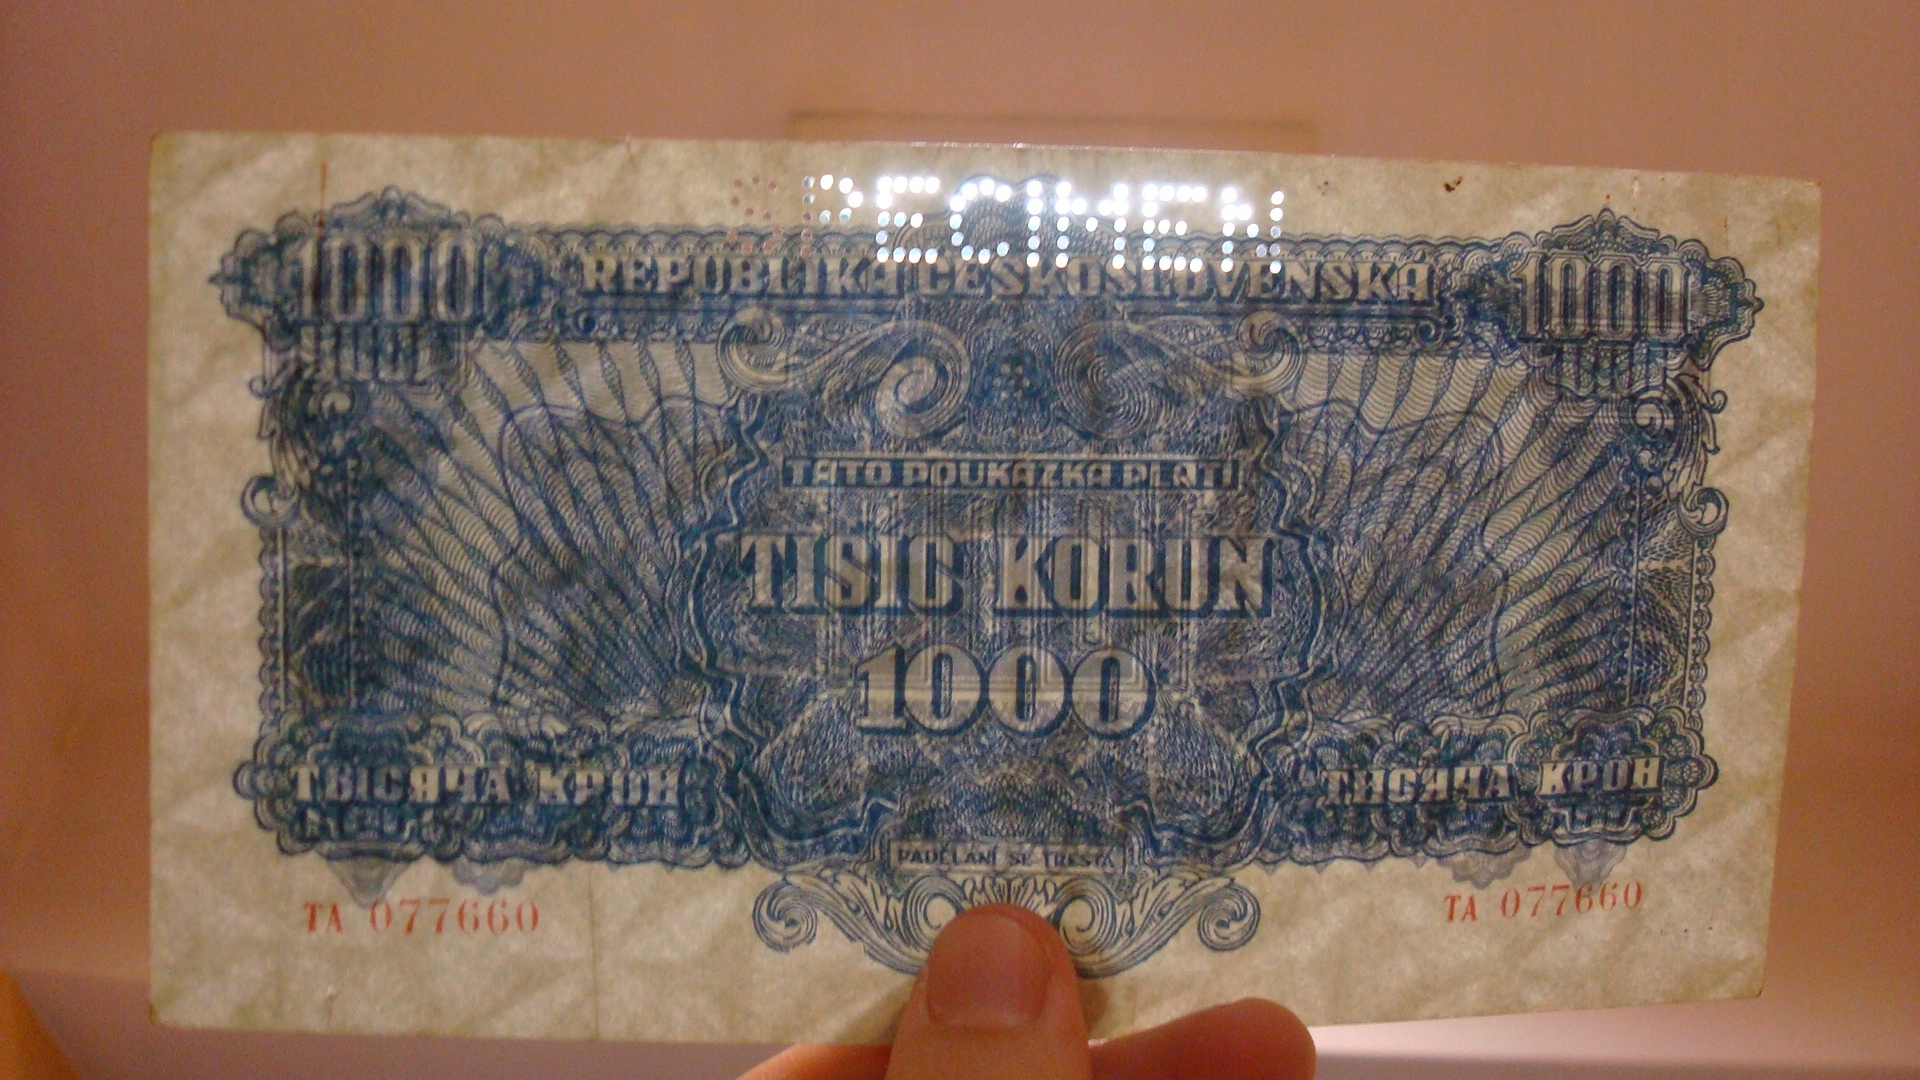 SPECIMEN
1000 REPUBLIKA ČESKOSLOVENSKÁ 1000
TATO POUKÁZKA PLATÍ
TISÍC KORUN
1000
ТЫСЯЧА КРОН ТИСЯЧА КРОН
PADĚLÁNÍ SE TRESTÁ
TA 077660 TA 077660